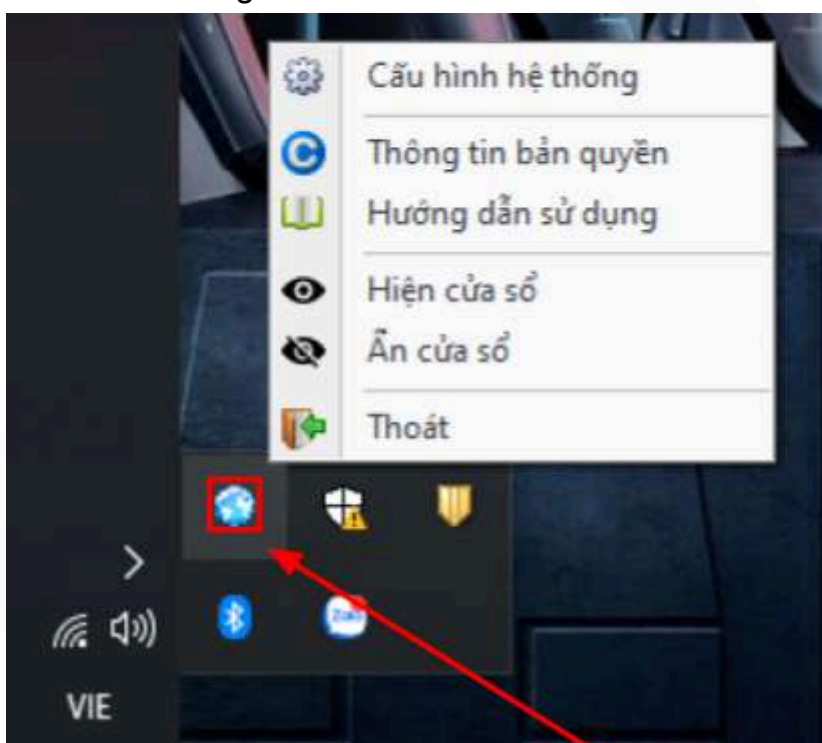 Cấu hình hệ thống
Thông tin bản quyền
Hướng dẫn sử dụng
Hiện cửa sổ
Ẩn cửa sổ
Thoát
Zalo
VIE